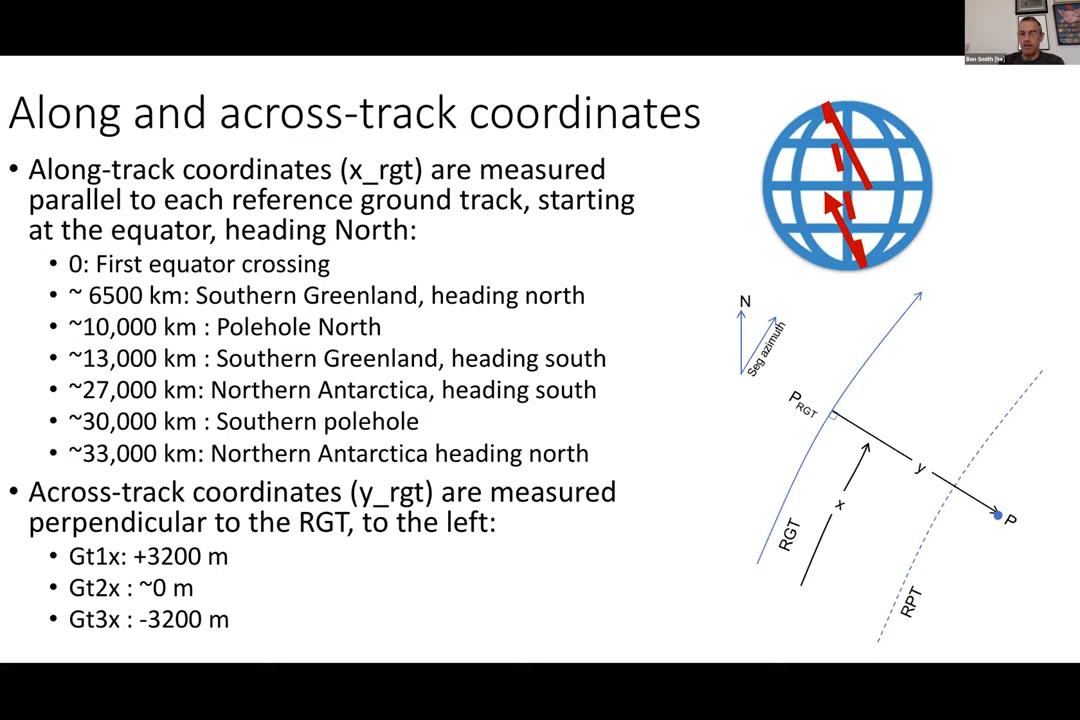 Ben Smith [he]
Along and across-track coordinates
• Along-track coordinates (x_rgt) are measured
parallel to each reference ground track, starting
at the equator, heading North:
• 0: First equator crossing
• ~ 6500 km: Southern Greenland, heading north
• ~10,000 km : Polehole North
• ~13,000 km : Southern Greenland, heading south
• ~27,000 km: Northern Antarctica, heading south
• ~30,000 km : Southern polehole
• ~33,000 km: Northern Antarctica heading north
• Across-track coordinates (y_rgt) are measured
perpendicular to the RGT, to the left:
• Gt1x: +3200 m
• Gt2x : ~0 m
• Gt3x : -3200 m
N
Seg azimuth
PRGT
y
x
P
RGT
RPT